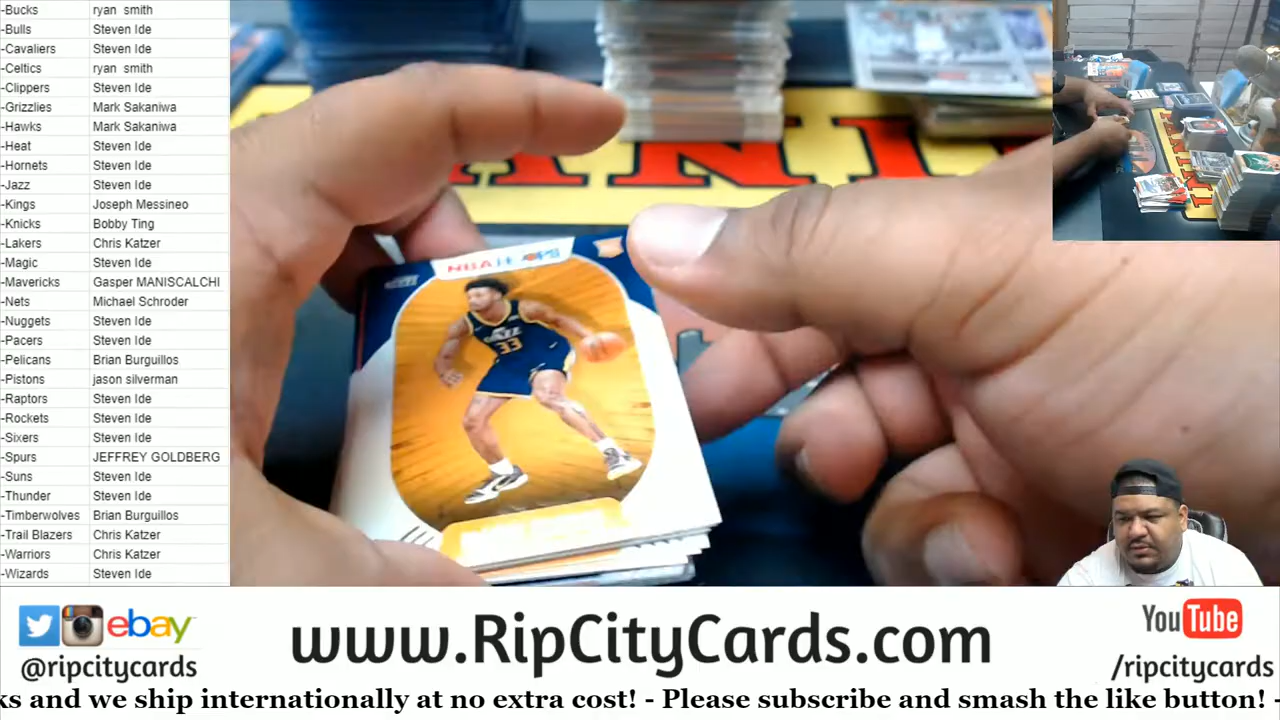 -Bucks ryan smith
-Bulls Steven Ide
-Cavaliers Steven Ide
-Celtics ryan smith
-Clippers Steven Ide
-Grizzlies Mark Sakaniwa
-Hawks Mark Sakaniwa
-Heat Steven Ide
-Hornets Steven Ide
-Jazz Steven Ide
-Kings Joseph Messineo
-Knicks Bobby Ting
-Lakers Chris Katzer
-Magic Steven Ide
-Mavericks Gasper MANISCALCHI
-Nets Michael Schroder
-Nuggets Steven Ide
-Pacers Steven Ide
-Pelicans Brian Burguillos
-Pistons jason silverman
-Raptors Steven Ide
-Rockets Steven Ide
-Sixers Steven Ide
-Spurs JEFFREY GOLDBERG
-Suns Steven Ide
-Thunder Steven Ide
-Timberwolves Brian Burguillos
-Trail Blazers Chris Katzer
-Warriors Chris Katzer
-Wizards Steven Ide
NBA HOOPS
JAZZ
33
ebay
@ripcitycards
www.RipCityCards.com
YouTube
/ripcitycards
ks and we ship internationally at no extra cost! - Please subscribe and smash the like button! -